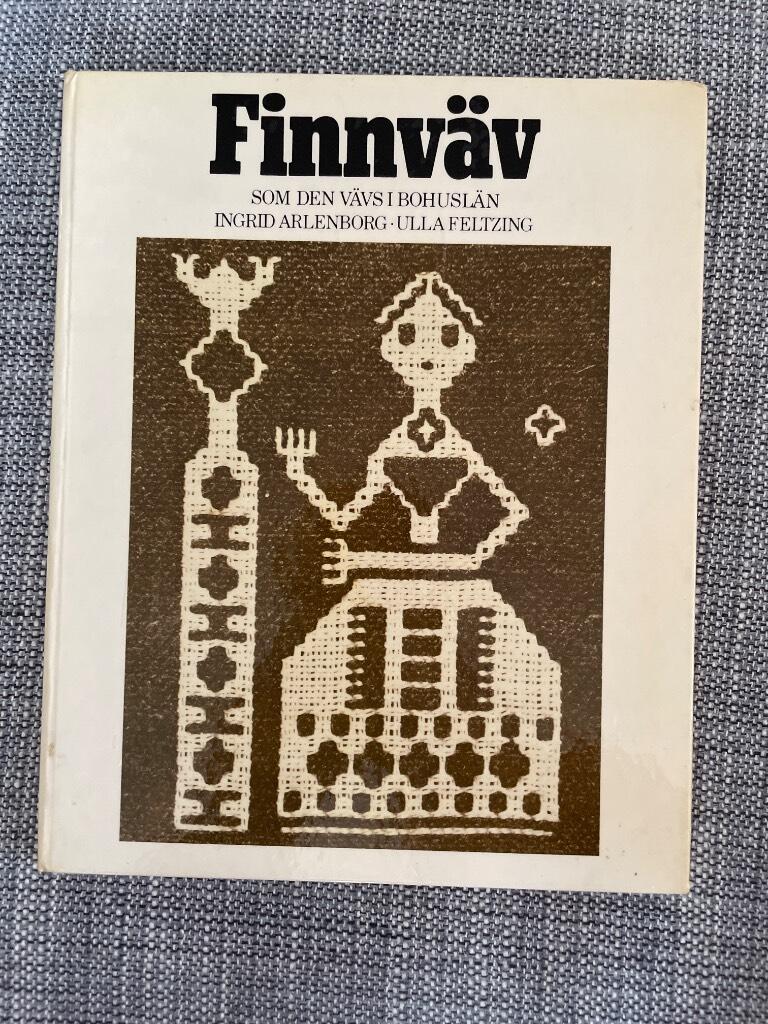 Finnväv
SOM DEN VÄVS I BOHUSLÄN
INGRID ARLENBORG · ULLA FELTZING